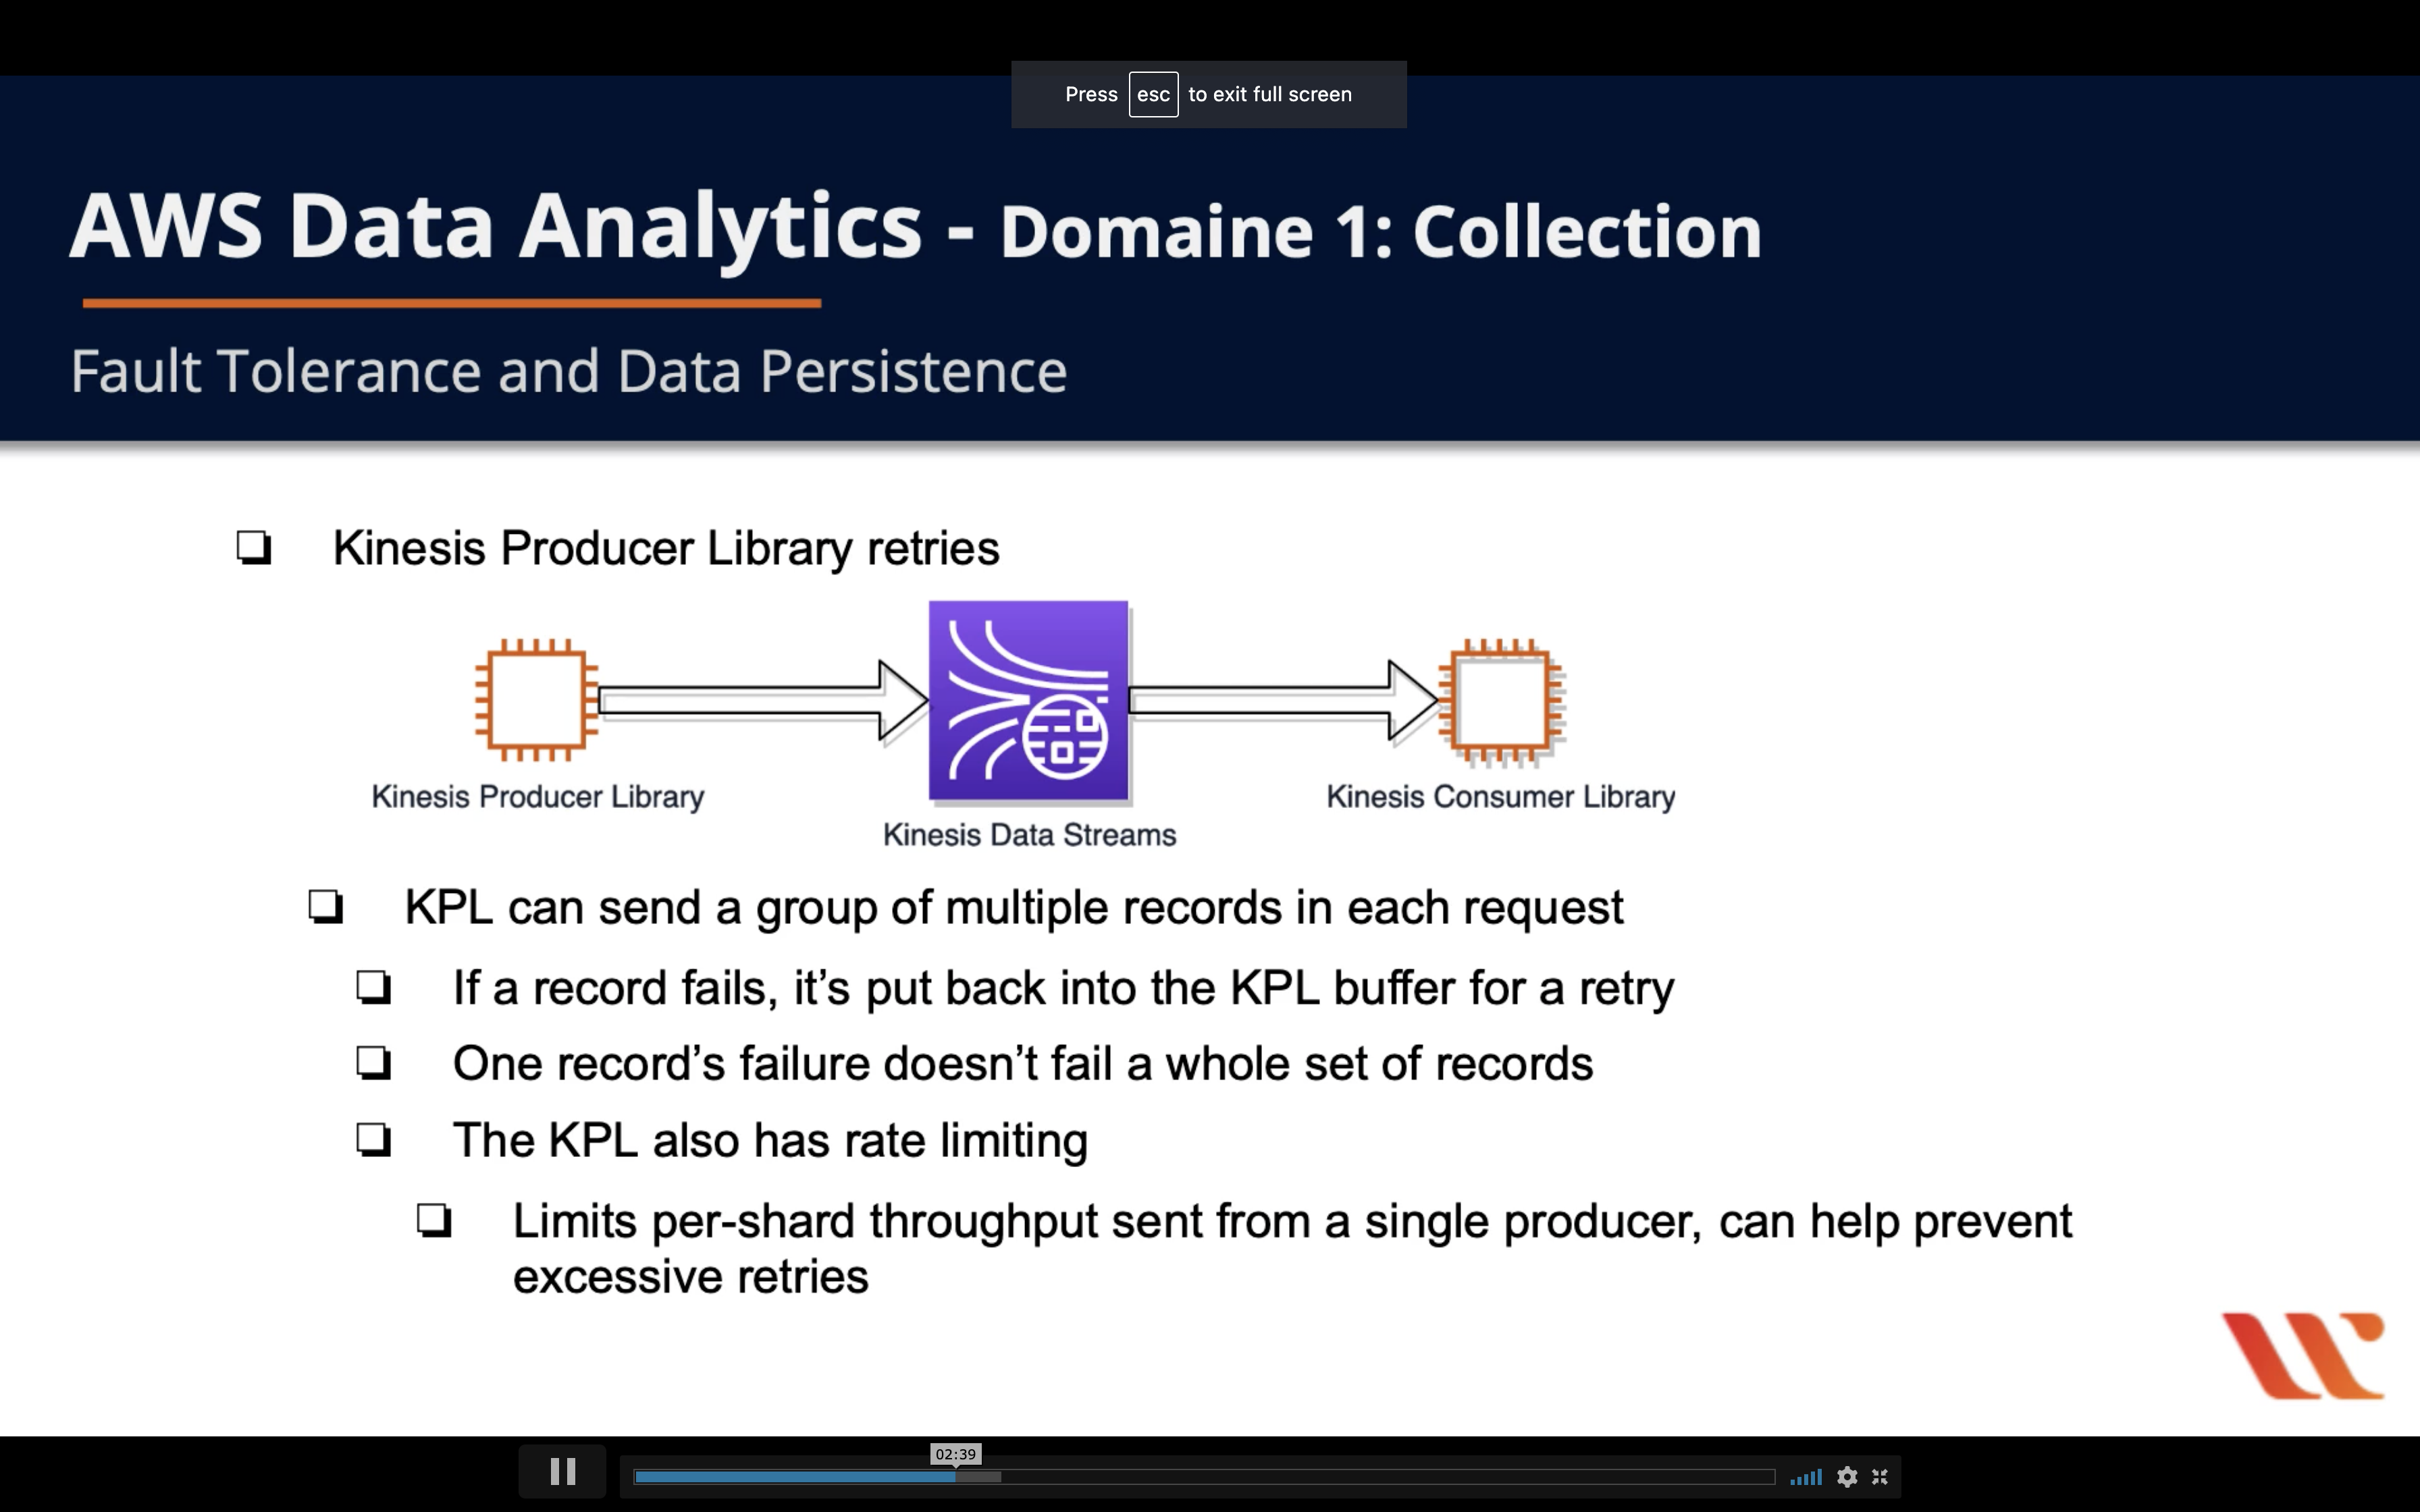 Press esc to exit full screen
AWS Data Analytics - Domaine 1: Collection
Fault Tolerance and Data Persistence
Kinesis Producer Library retries
Kinesis Producer Library
Kinesis Data Streams
Kinesis Consumer Library
KPL can send a group of multiple records in each request
If a record fails, it’s put back into the KPL buffer for a retry
One record’s failure doesn’t fail a whole set of records
The KPL also has rate limiting
Limits per-shard throughput sent from a single producer, can help prevent
excessive retries
02:39